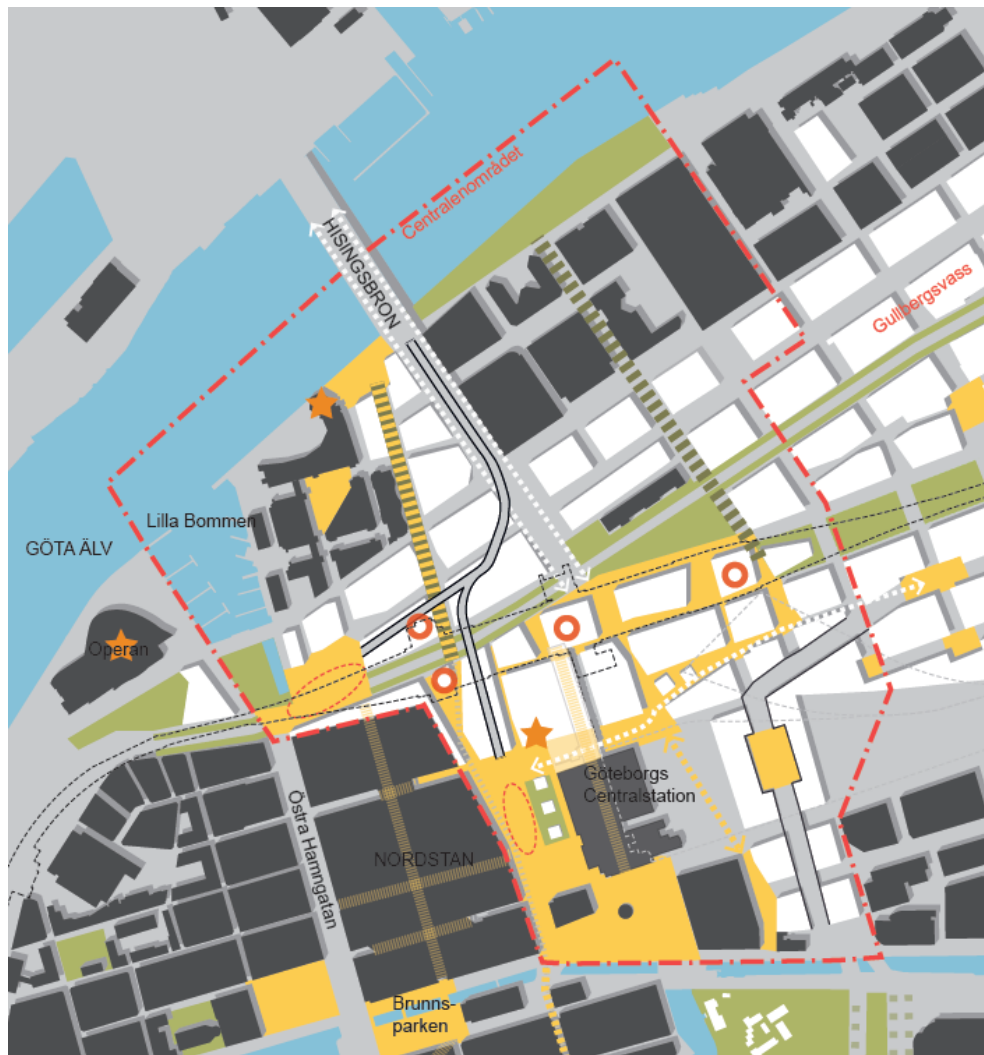 Centralenområdet
HISINGSBRON
Gullbergsvass
Lilla Bommen
GÖTA ÄLV
Operan
Göteborgs
Centralstation
Östra Hamngatan
NORDSTAN
Brunns-
parken